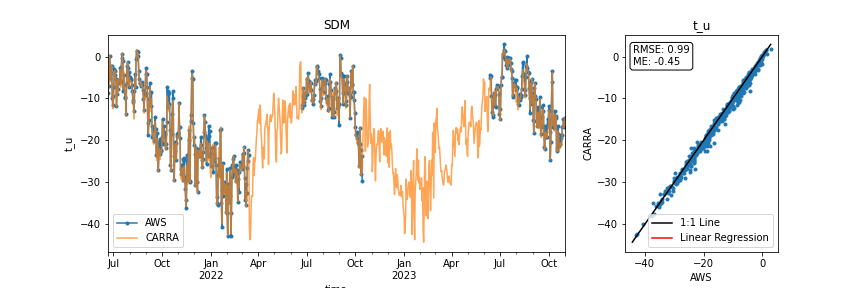 SDM
t_u
0
−10
−20
−30
−40
AWS
CARRA
Jul
Oct
Jan
2022
Apr
Jul
Oct
Jan
2023
Apr
Jul
Oct
t_u
t_u
RMSE: 0.99
ME: -0.45
CARRA
0
−10
−20
−30
−40
1:1 Line
Linear Regression
−40
−20
0
AWS